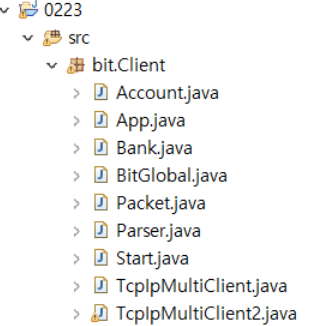 0223
src
bit.Client
Account.java
App.java
Bank.java
BitGlobal.java
Packet.java
Parser.java
Start.java
TcpIpMultiClient.java
TcpIpMultiClient2.java